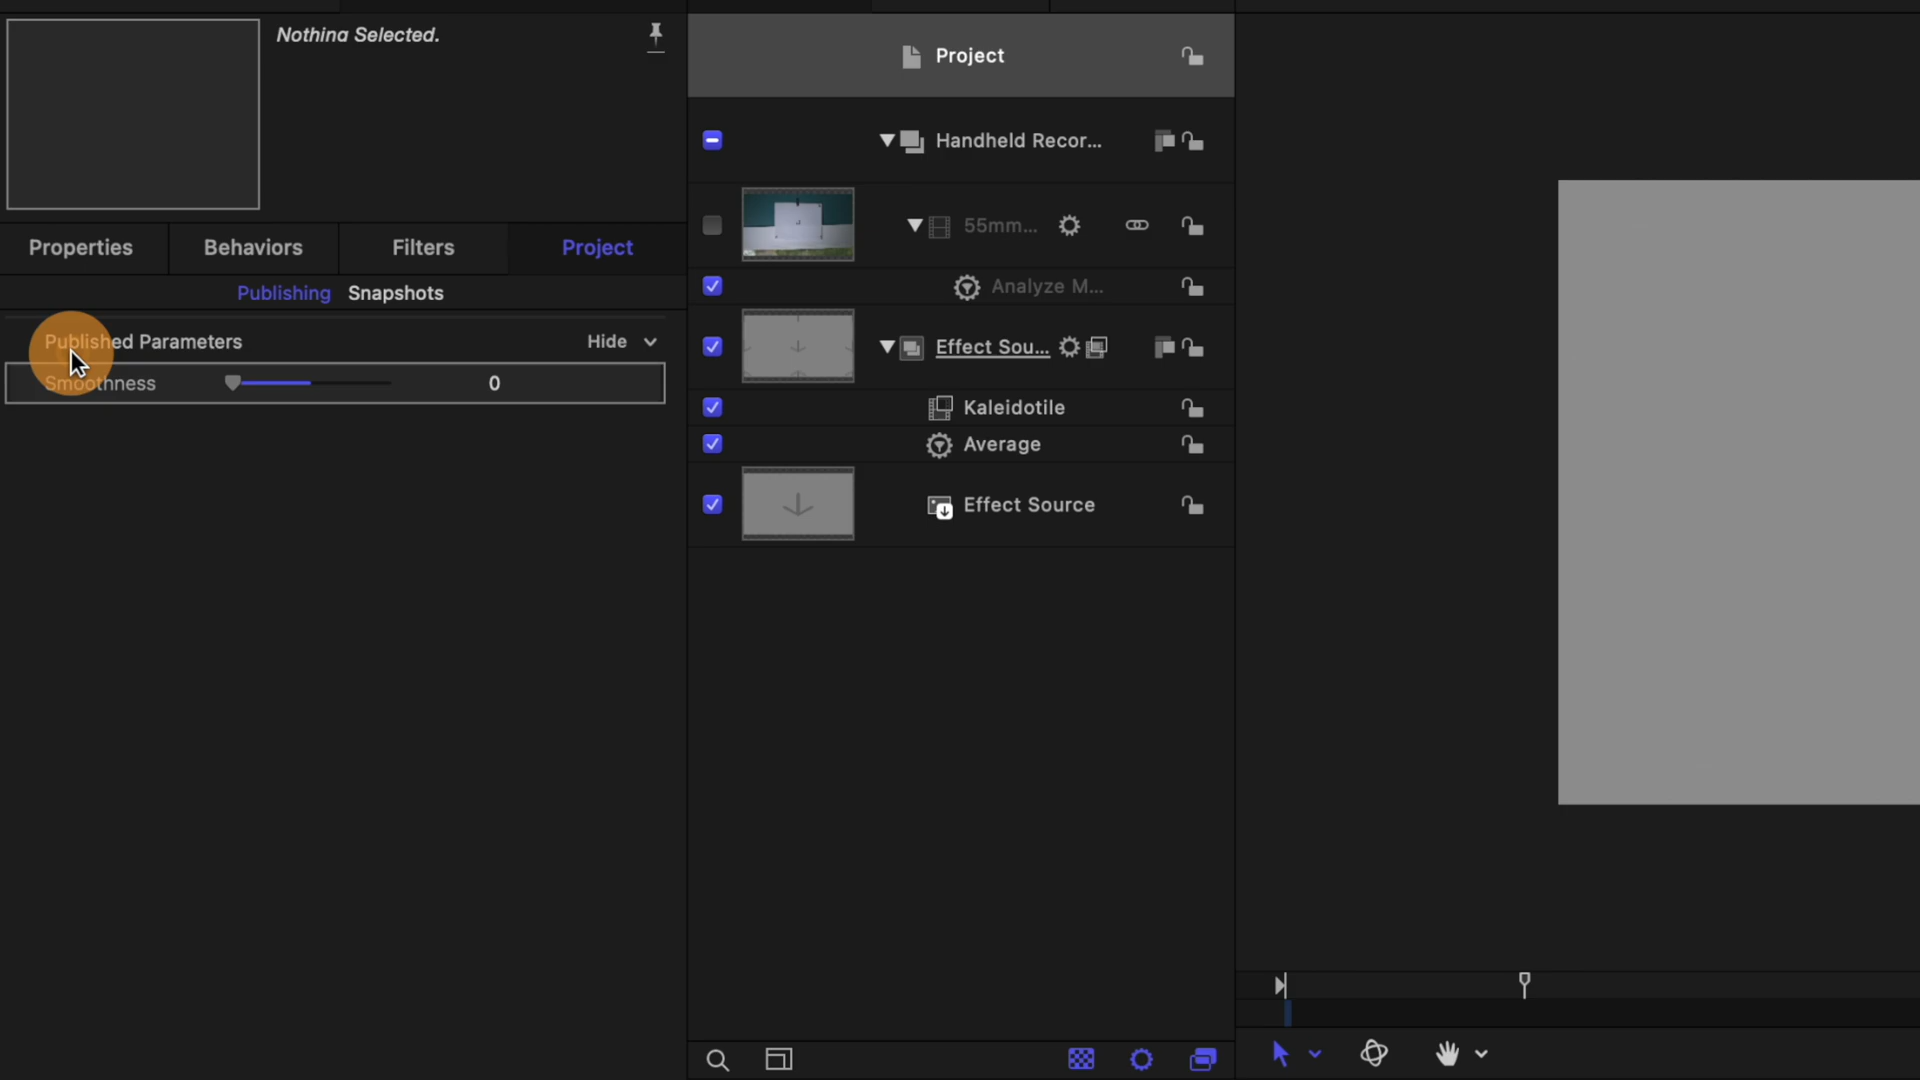 Nothing Selected.
Properties
Behaviors
Filters
Project
Publishing
Snapshots
Published Parameters
Hide
Smoothness
0
Project
Handheld Recor...
55mm...
Analyze M...
Effect Sou...
Kaleidotile
Average
Effect Source